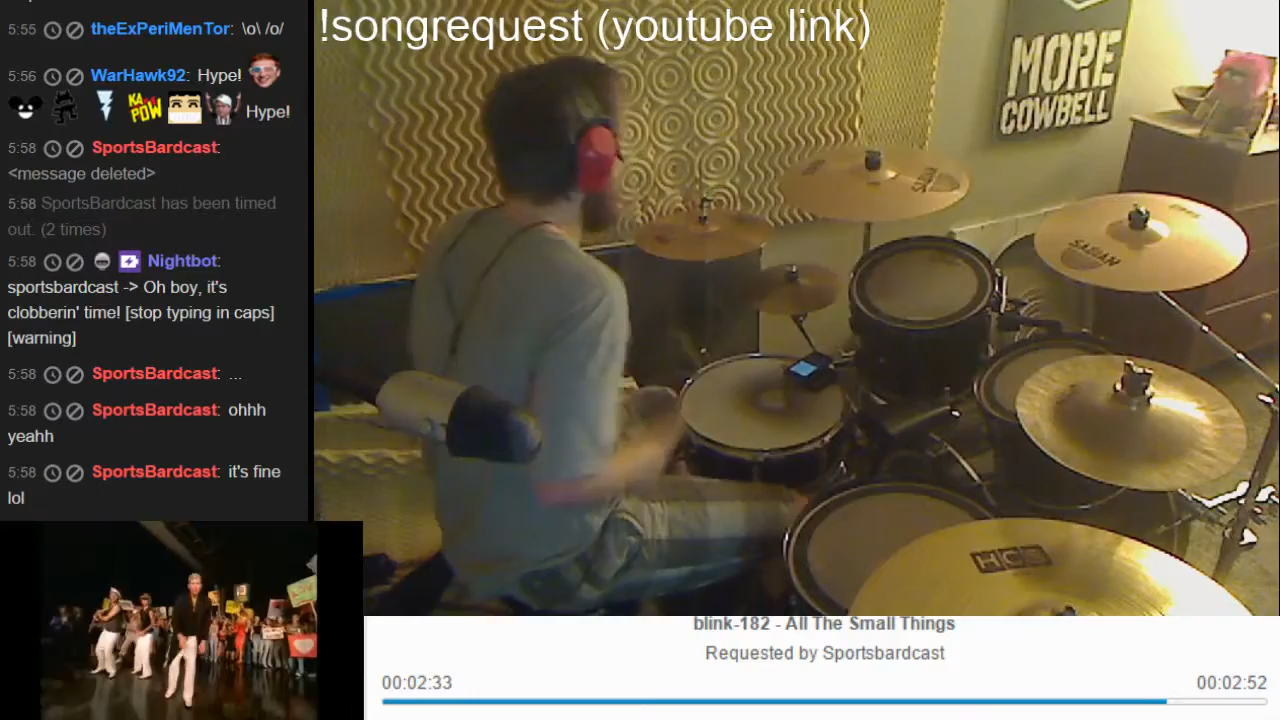 5:55 theExPeriMenTor: \o\ /o/
5:56 WarHawk92: Hype!
KA POW Hype!
5:58 SportsBardcast:
<message deleted>
5:58 SportsBardcast has been timed
out. (2 times)
5:58 Nightbot:
sportsbardcast -> Oh boy, it's
clobberin' time! [stop typing in caps]
[warning]
5:58 SportsBardcast: ...
5:58 SportsBardcast: ohhh
yeahh
5:58 SportsBardcast: it's fine
lol
!songrequest (youtube link)
MORE
COWBELL
SABIAN
HCS
blink-182 - All The Small Things
Requested by Sportsbardcast
00:02:33
00:02:52